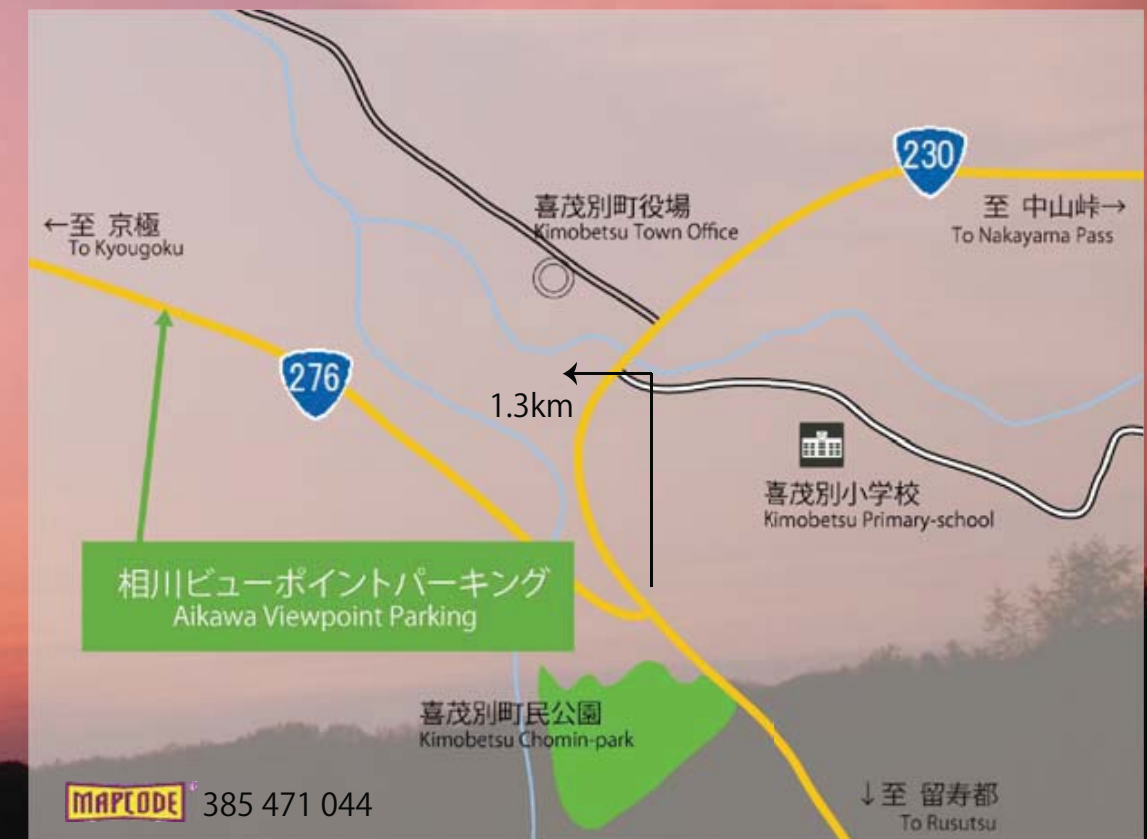 230
喜茂別町役場
Kimobetsu Town Office
至 中山峠→
To Nakayama Pass
←至 京極
To Kyougoku
276
1.3km
喜茂別小学校
Kimobetsu Primary-school
相川ビューポイントパーキング
Aikawa Viewpoint Parking
喜茂別町民公園
Kimobetsu Chomin-park
MAPCODE® 385 471 044
↓至 留寿都
To Rusutsu